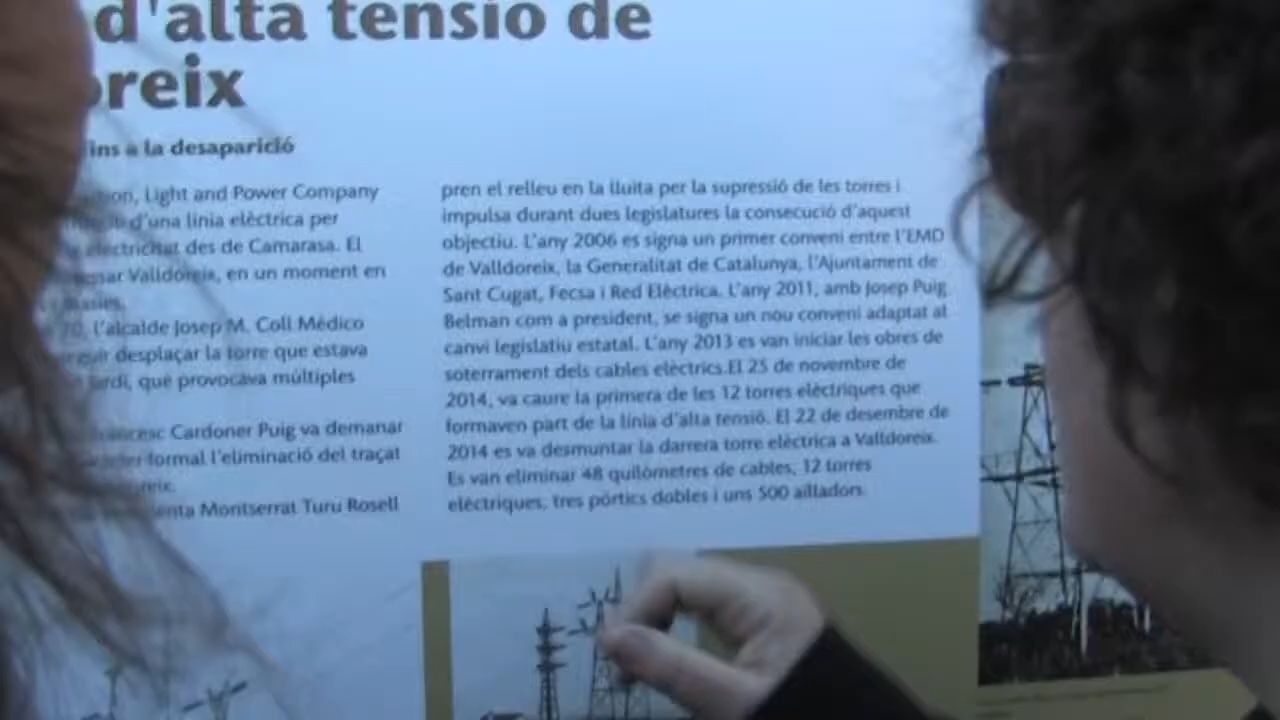 d'alta tensió de
oreix
ins a la desaparició
Light and Power Company
d'una línia elèctrica per
electricitat des de Camarasa. El
Valldoreix, en un moment en
masies.
70, l'alcalde Josep M. Coll Médico
desplaçar la torre que estava
Jordi, que provocava múltiples
Francesc Cardoner Puig va demanar
formal l'eliminació del traçat
Montserrat Turu Rosell
pren el relleu en la lluita per la supressió de les torres i
impulsa durant dues legislatures la consecució d'aquest
objectiu. L'any 2006 es signa un primer conveni entre l'EMD
de Valldoreix, la Generalitat de Catalunya, l'Ajuntament de
Sant Cugat, Fecsa i Red Eléctrica. L'any 2011, amb Josep Puig
Belman com a president, se signa un nou conveni adaptat al
canvi legislatiu estatal. L'any 2013 es van iniciar les obres de
soterrament dels cables elèctrics.El 25 de novembre de
2014, va caure la primera de les 12 torres elèctriques que
formaven part de la línia d'alta tensió. El 22 de desembre de
2014 es va desmuntar la darrera torre elèctrica a Valldoreix.
Es van eliminar 48 quilòmetres de cables, 12 torres
elèctriques, tres pòrtics dobles i uns 500 aïlladors.